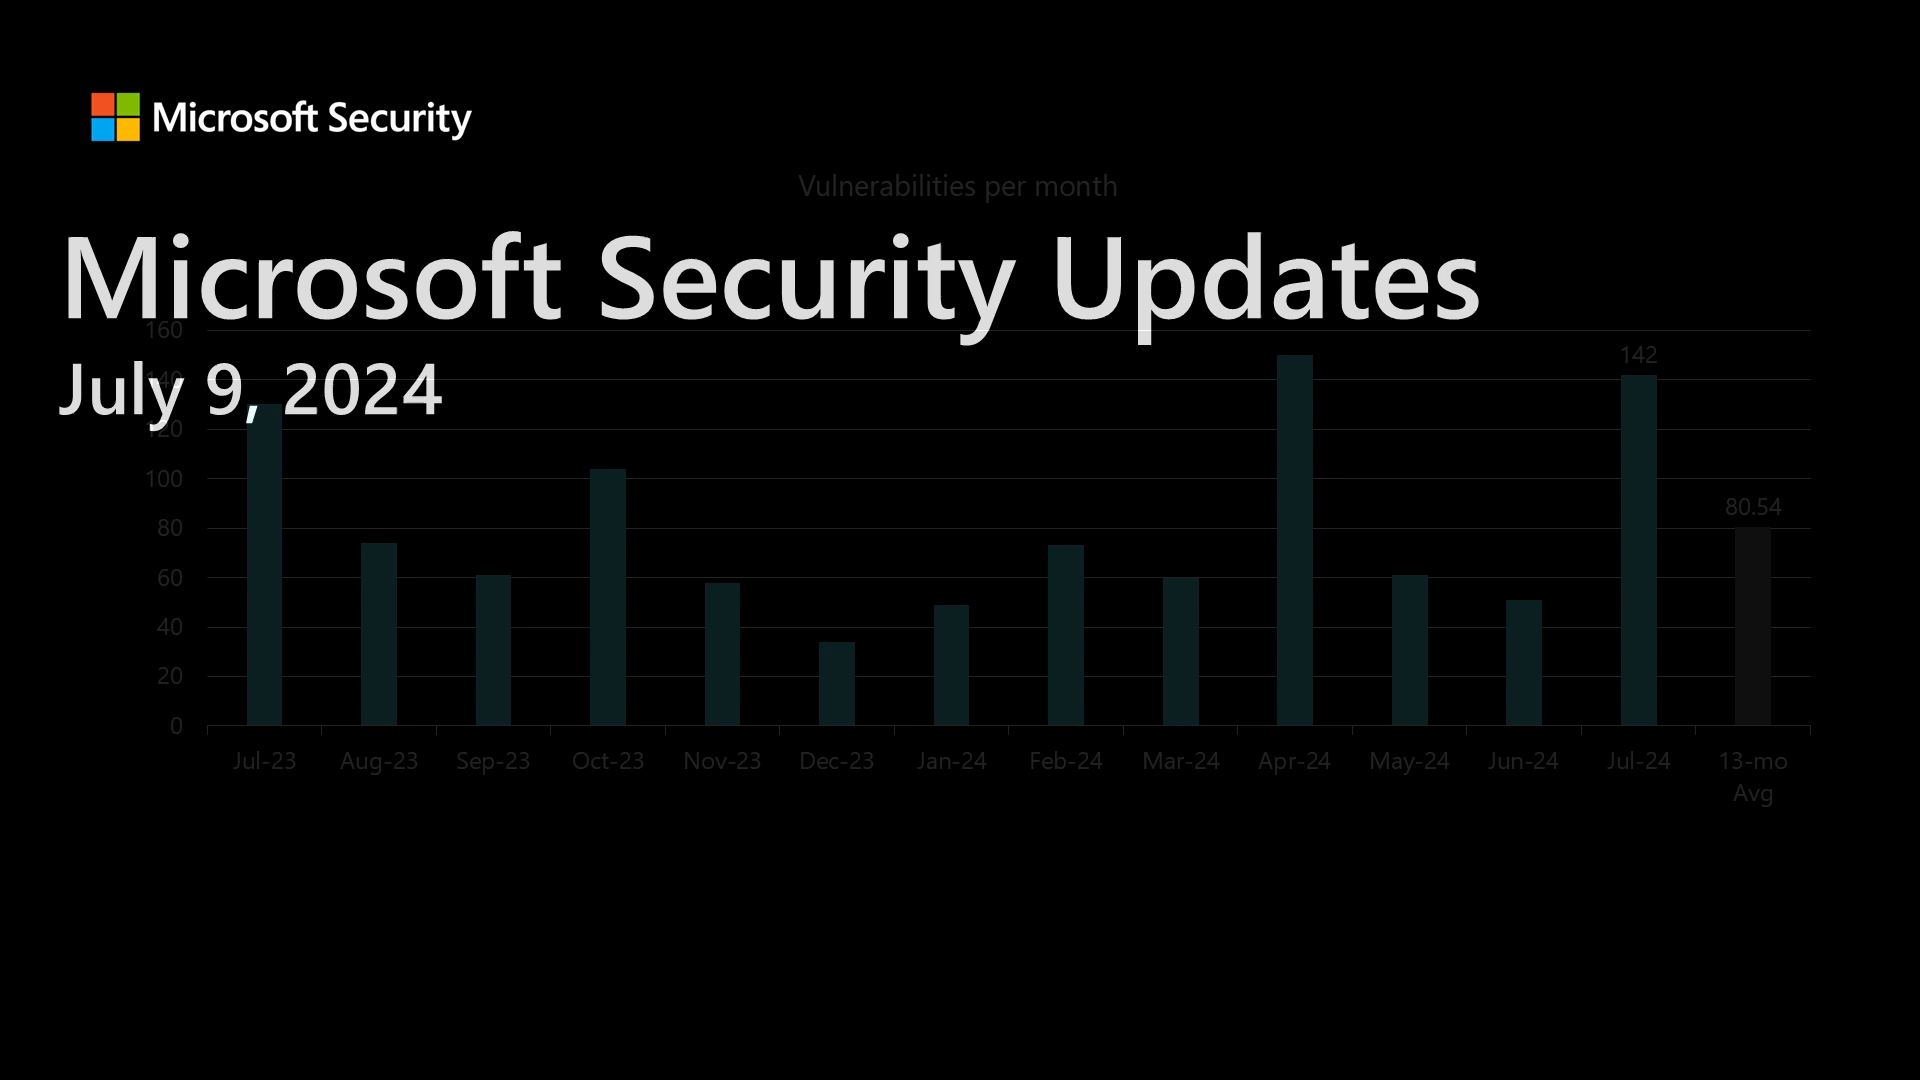 Microsoft Security
Vulnerabilities per month
Microsoft Security Updates
July 9, 2024
160
140
120
100
80
60
40
20
0
142
80.54
Jul-23 Aug-23 Sep-23 Oct-23 Nov-23 Dec-23 Jan-24 Feb-24 Mar-24 Apr-24 May-24 Jun-24 Jul-24 13-mo
Avg